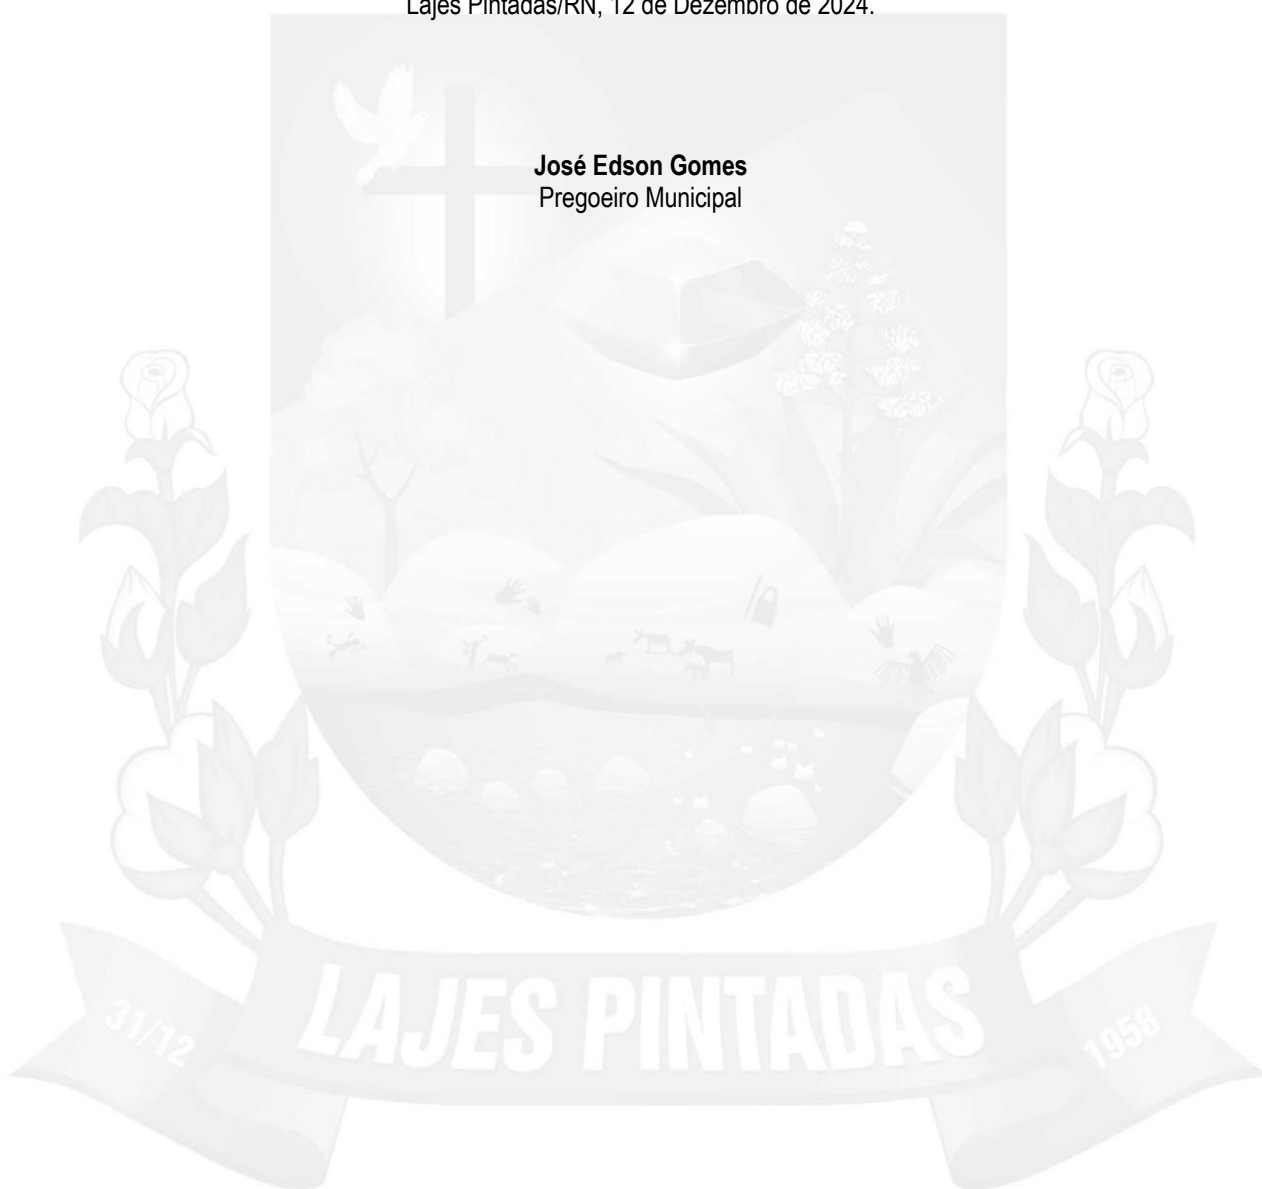 Lajes Pintadas/RN, 12 de Dezembro de 2024.
José Edson Gomes
Pregoeiro Municipal
31/12
LAJES PINTADAS
1958